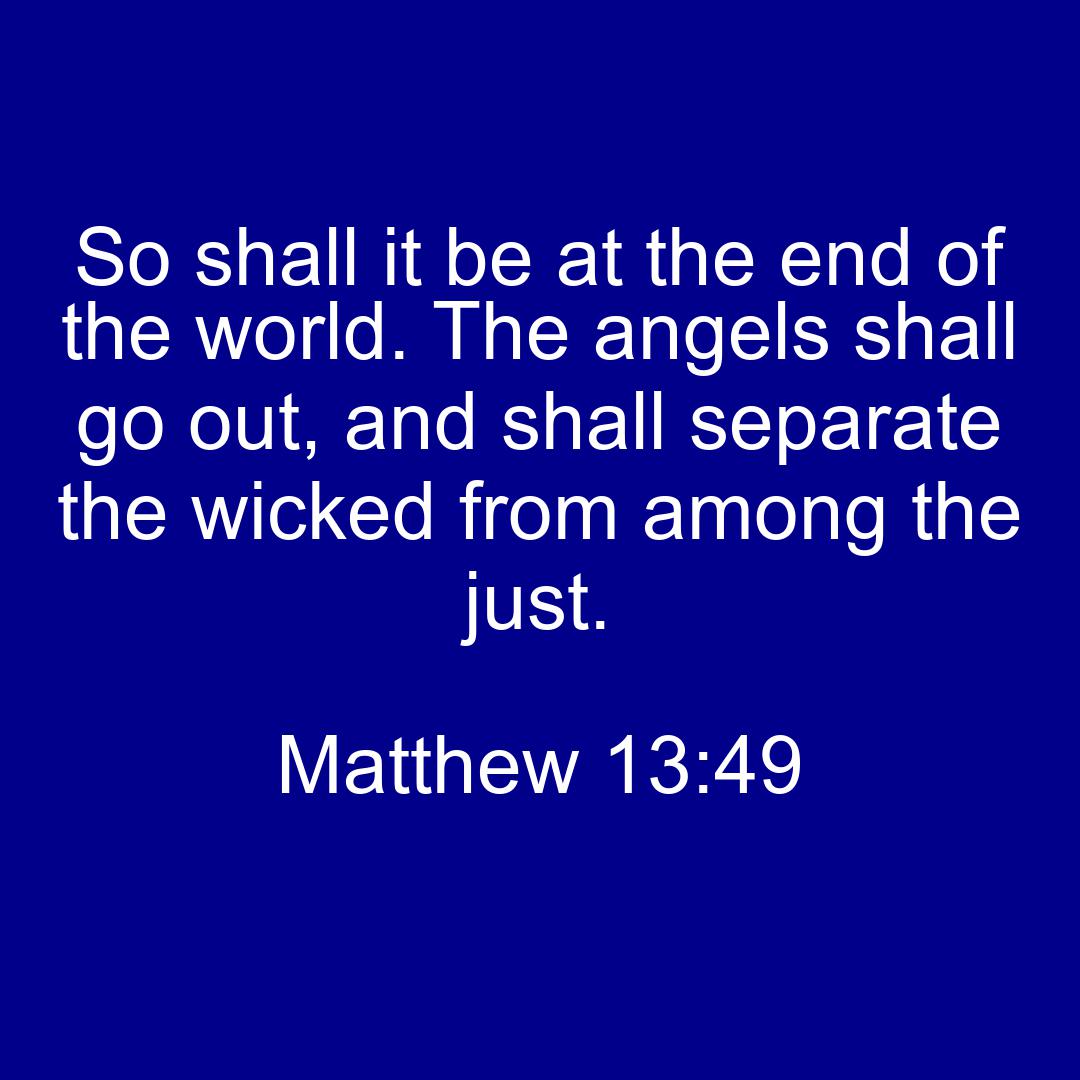 So shall it be at the end of
the world. The angels shall
go out, and shall separate
the wicked from among the
just.
Matthew 13:49